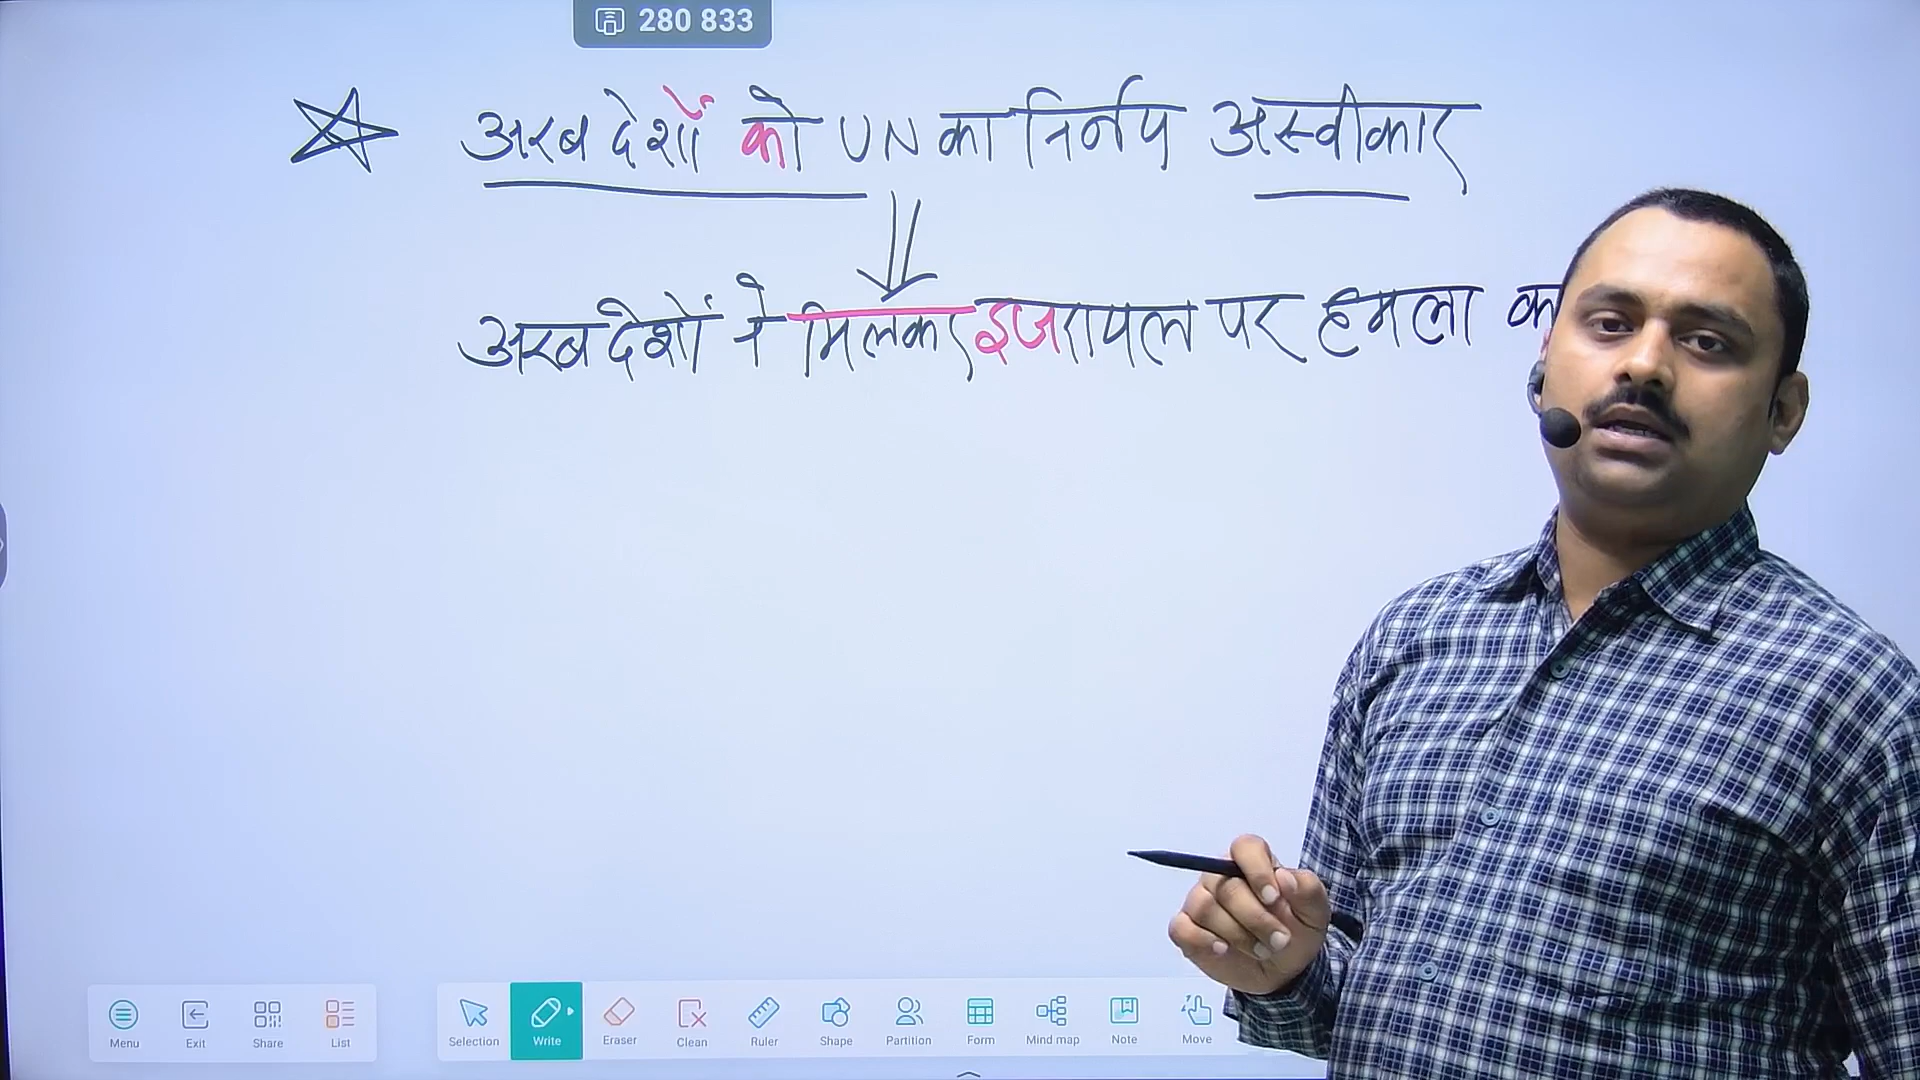 280 833
अरब देशों को UN का निर्णय अस्वीकार
अरब देशों ने मिलकर इजरायल पर हमला क
Menu Exit Share List Selection Write Eraser Clean Ruler Shape Partition Form Mind map Note Move